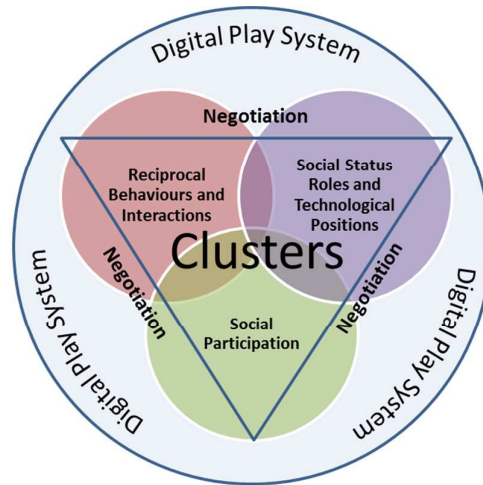 Digital Play System
Negotiation
Reciprocal
Behaviours and
Interactions
Social Status
Roles and
Technological
Positions
Clusters
Negotiation
Negotiation
Social
Participation
Digital Play System
Digital Play System